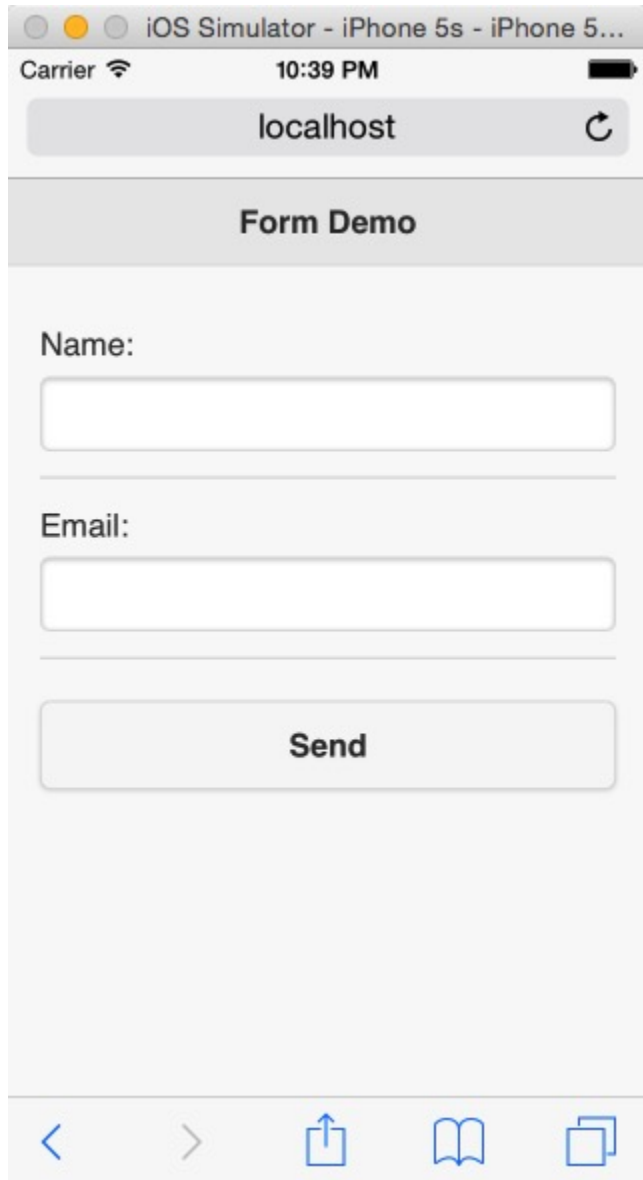 iOS Simulator - iPhone 5s - iPhone 5...
Carrier 10:39 PM
localhost
Form Demo
Name:
Email:
Send